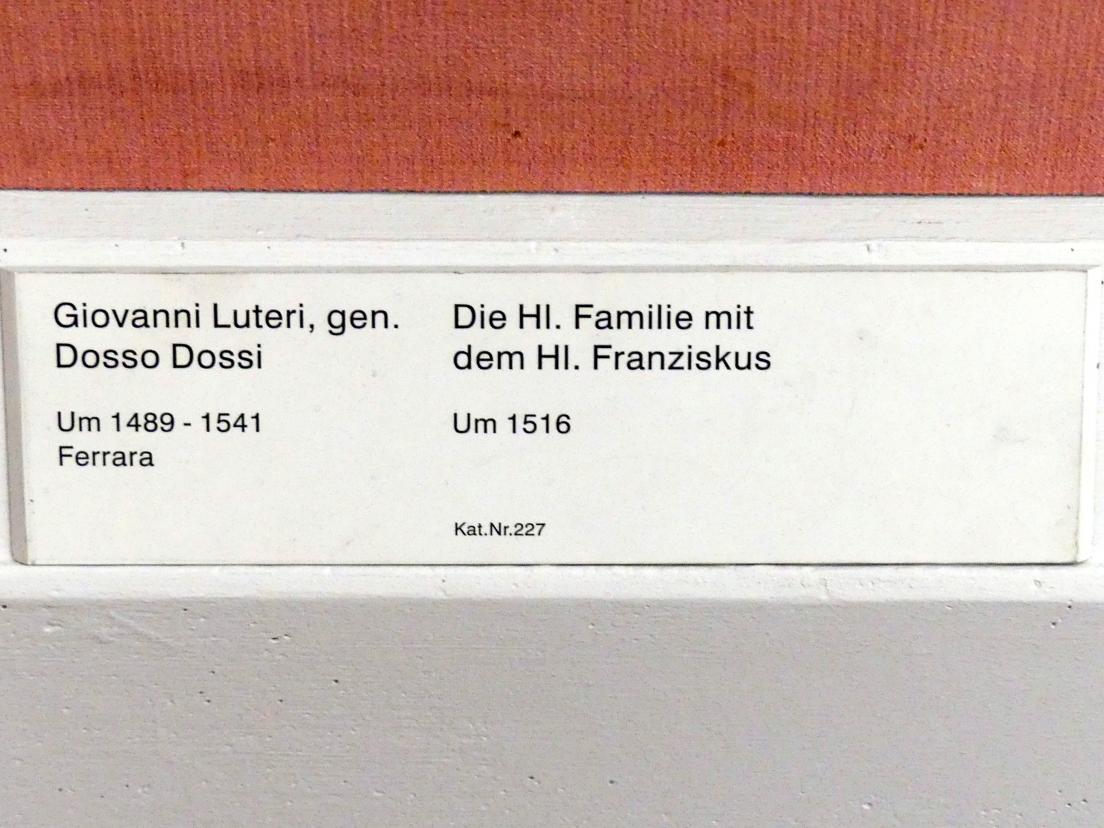 Giovanni Luteri, gen.
Dosso Dossi
Um 1489 - 1541
Ferrara
Die Hl. Familie mit
dem Hl. Franziskus
Um 1516
Kat.Nr.227